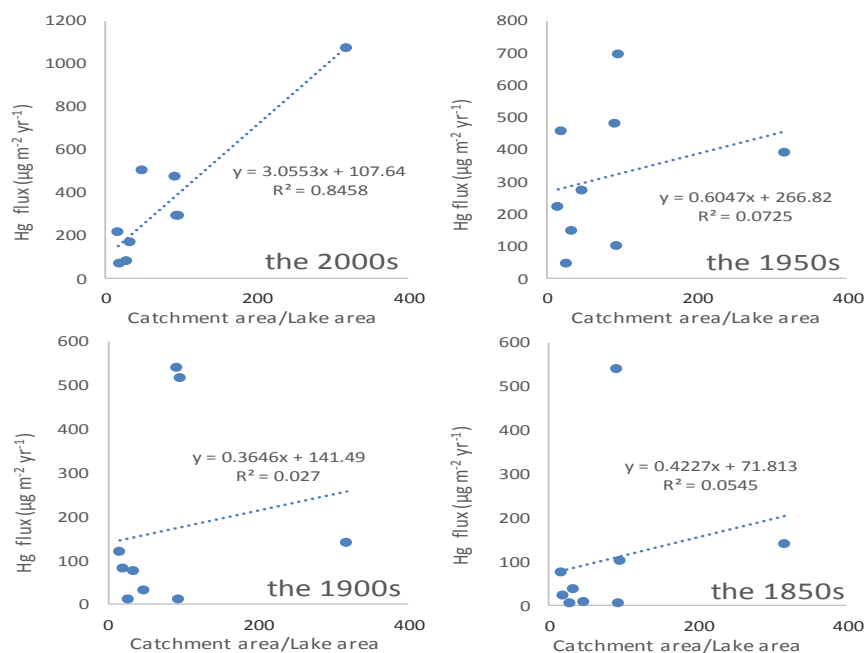 Hg flux (µg m⁻² yr⁻¹)
1200
1000
800
600
400
200
0
y = 3.0553x + 107.64
R² = 0.8458
the 2000s
0 200 400
Catchment area/Lake area
Hg flux (µg m⁻² yr⁻¹)
800
700
600
500
400
300
200
100
0
y = 0.6047x + 266.82
R² = 0.0725
the 1950s
0 200 400
Catchment area/Lake area
Hg flux (µg m⁻² yr⁻¹)
600
500
400
300
200
100
0
y = 0.3646x + 141.49
R² = 0.027
the 1900s
0 200 400
Catchment area/Lake area
Hg flux (µg m⁻² yr⁻¹)
600
500
400
300
200
100
0
y = 0.4227x + 71.813
R² = 0.0545
the 1850s
0 200 400
Catchment area/Lake area